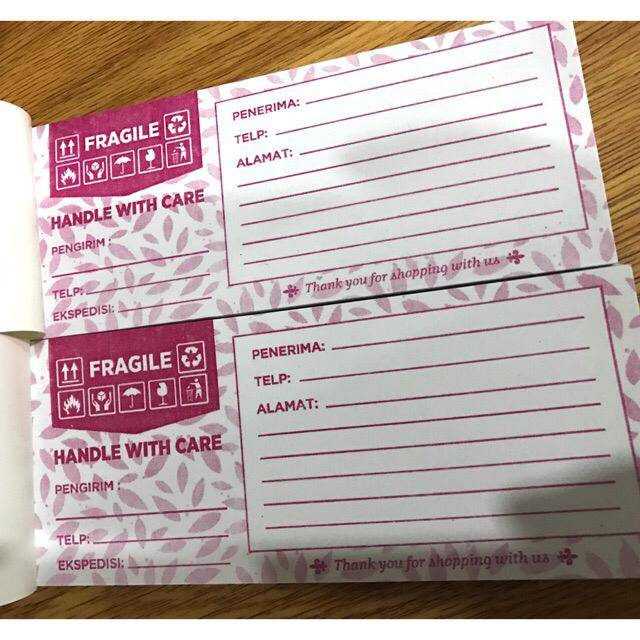 FRAGILE
HANDLE WITH CARE
PENGIRIM :
TELP:
EKSPEDISI:
PENERIMA:
TELP:
ALAMAT:
Thank you for shopping with us
FRAGILE
HANDLE WITH CARE
PENGIRIM :
TELP:
EKSPEDISI:
PENERIMA:
TELP:
ALAMAT:
Thank you for shopping with us